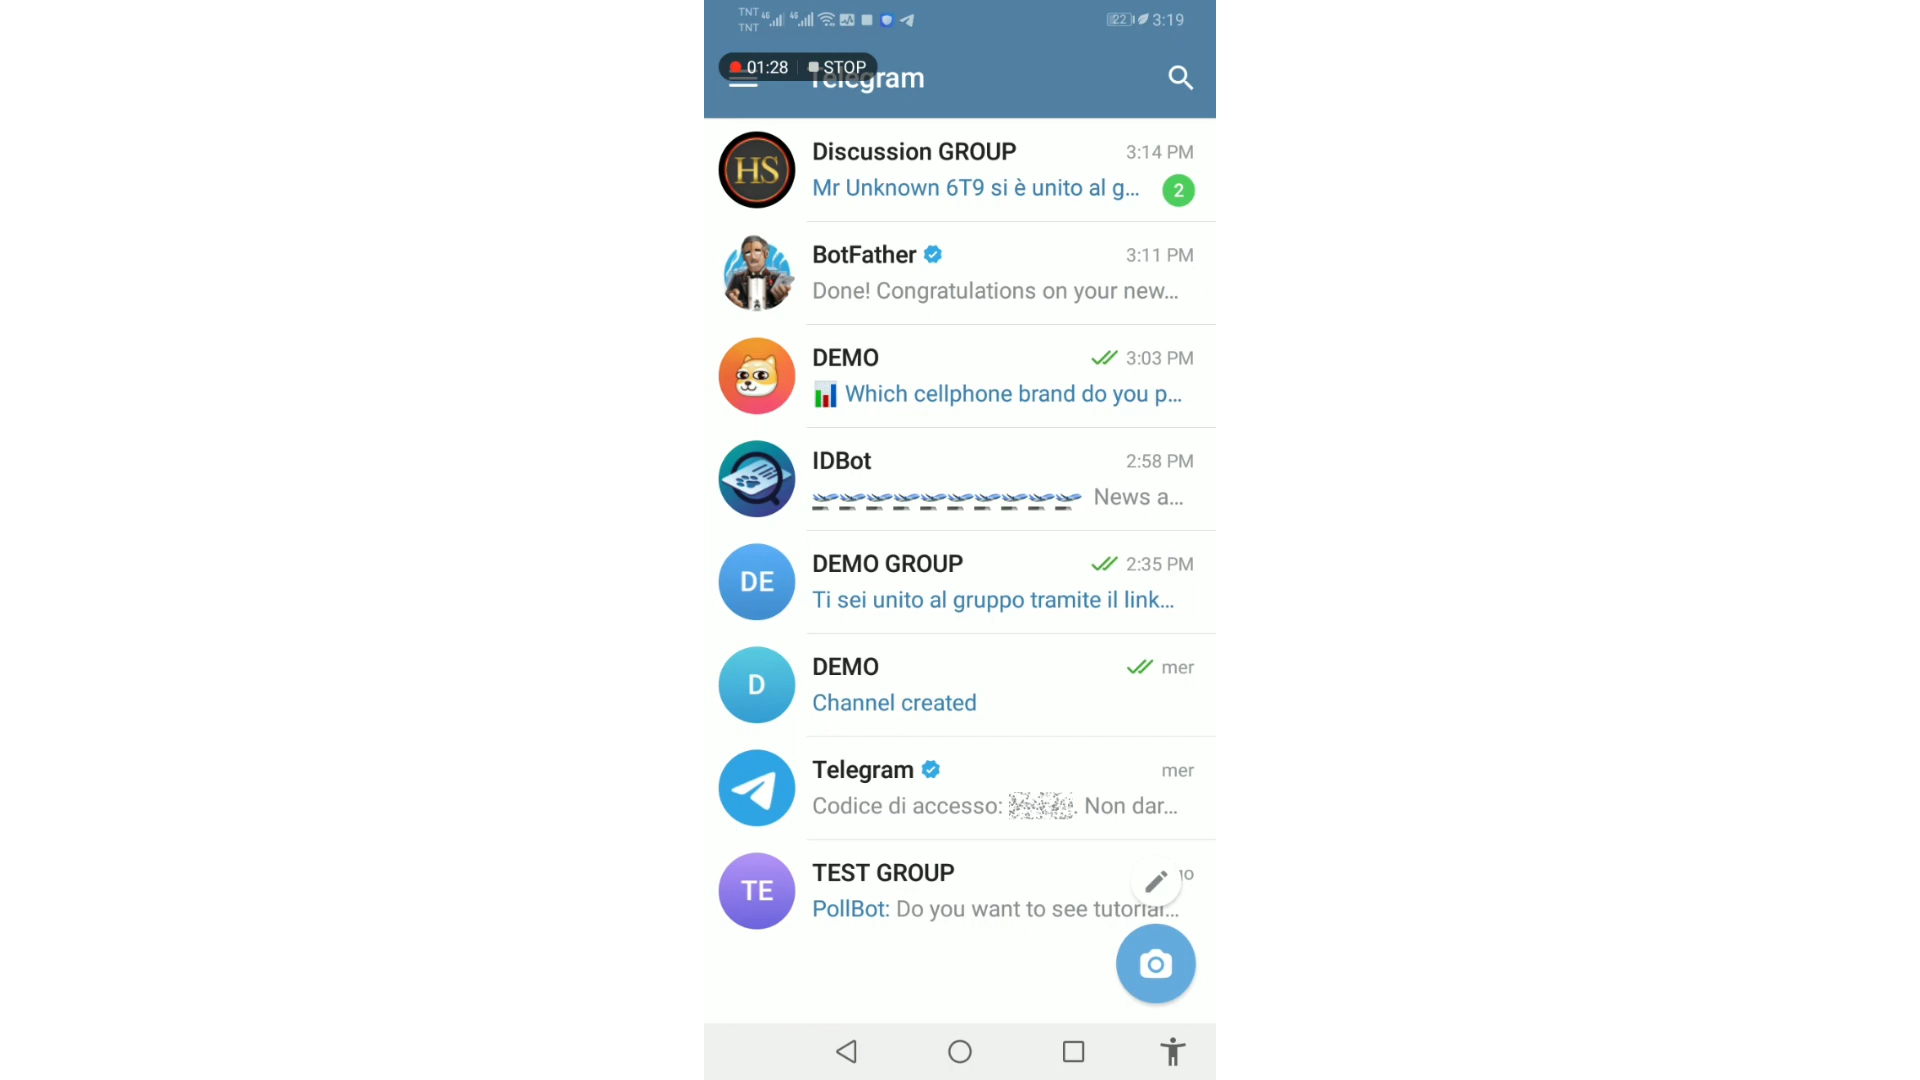 TNT 4G 4G 22 3:19
TNT
01:28 STOP
Telegram
HS
Discussion GROUP 3:14 PM
Mr Unknown 6T9 si è unito al g... 2
BotFather 3:11 PM
Done! Congratulations on your new...
DEMO 3:03 PM
Which cellphone brand do you p...
IDBot 2:58 PM
News a...
DE
DEMO GROUP 2:35 PM
Ti sei unito al gruppo tramite il link...
D
DEMO mer
Channel created
Telegram mer
Codice di accesso: . Non dar...
TE
TEST GROUP
PollBot: Do you want to see tutorial...